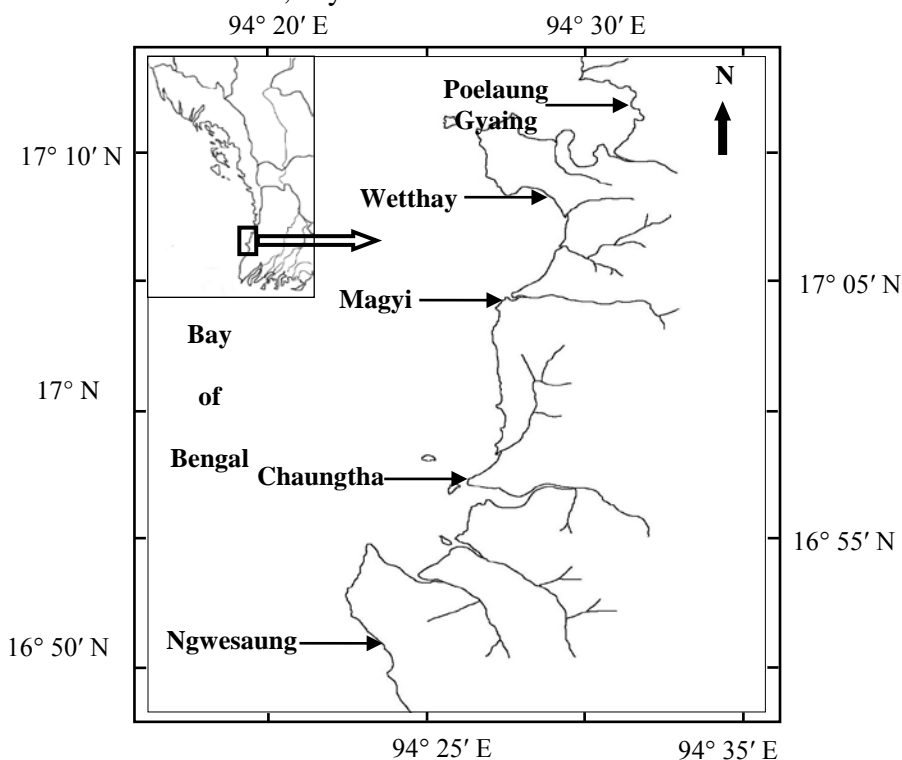 94° 20′ E
94° 30′ E
N
Poelaung
Gyaing
17° 10′ N
Wetthay
17° 05′ N
Magyi
Bay
of
Bengal
17° N
Chaungtha
16° 55′ N
Ngwesaung
16° 50′ N
94° 25′ E
94° 35′ E